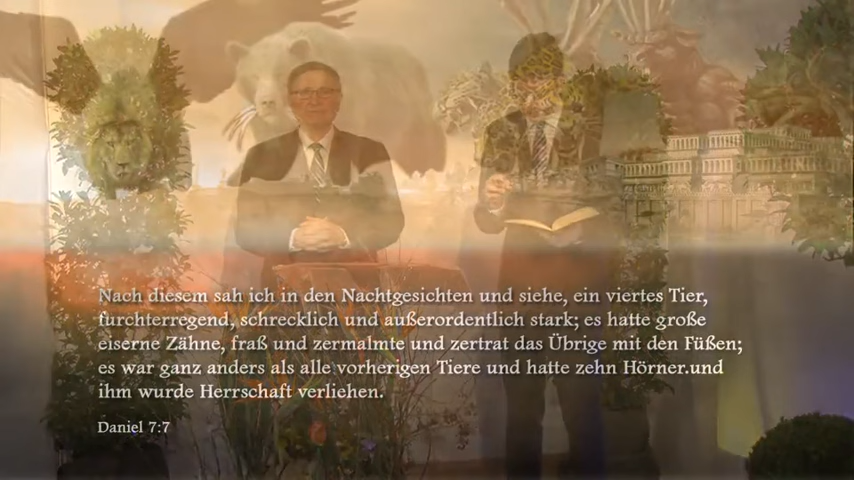 Nach diesem sah ich in den Nachtgesichten und siehe, ein viertes Tier,
furchterregend, schrecklich und außerordentlich stark; es hatte große
eiserne Zähne, fraß und zermalmte und zertrat das Übrige mit den Füßen;
es war ganz anders als alle vorherigen Tiere und hatte zehn Hörner.und
ihm wurde Herrschaft verliehen.
Daniel 7:7